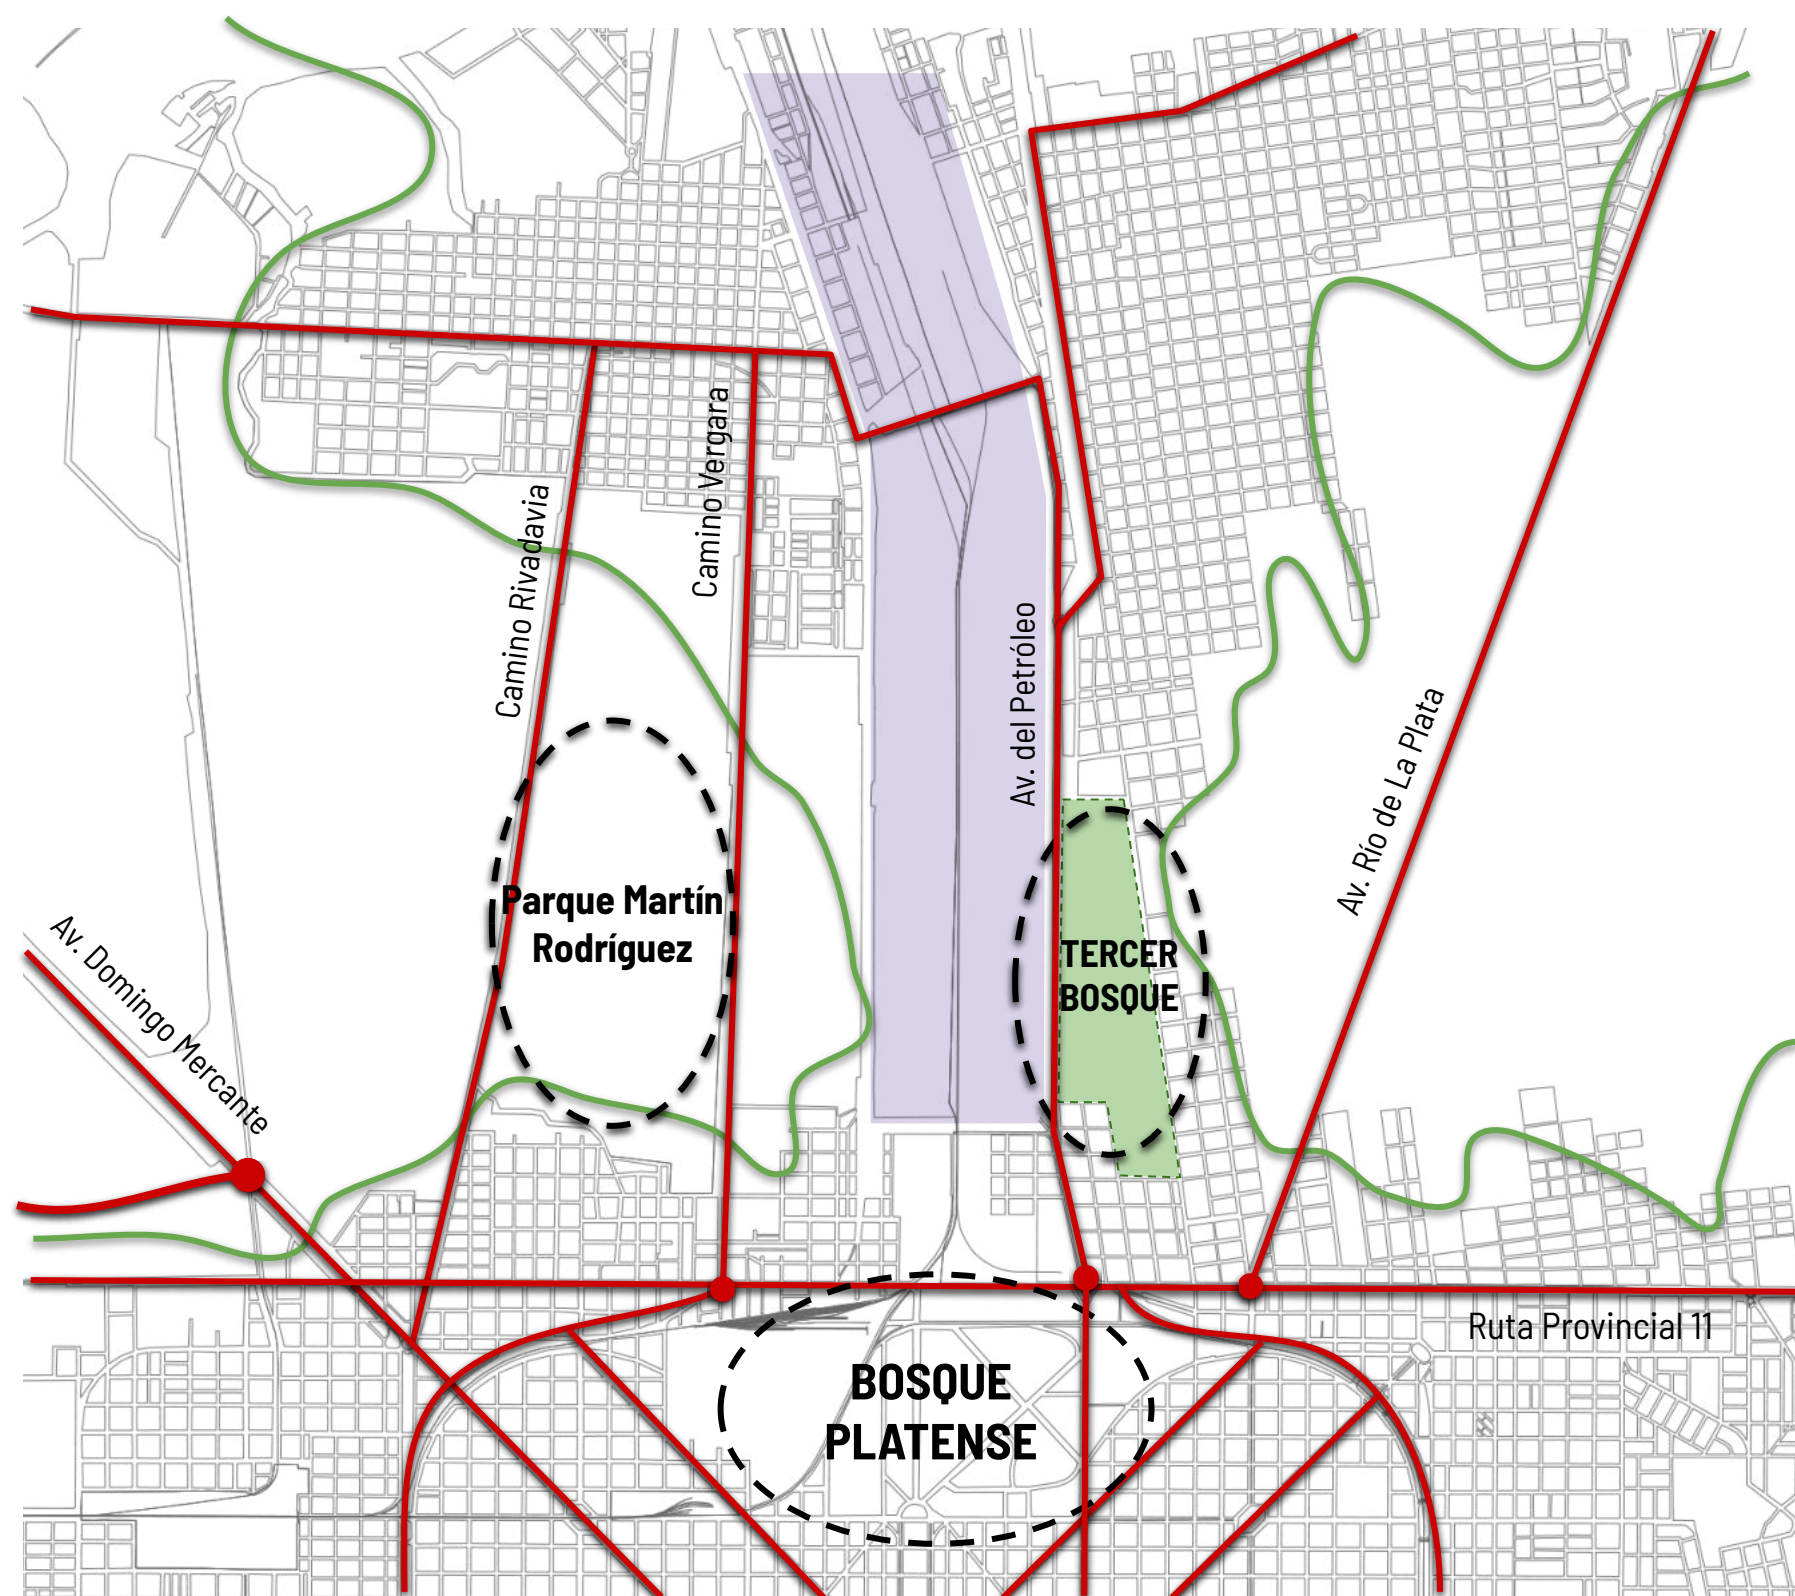 Camino Vergara
Camino Rivadavia
Av. del Petróleo
Av. Río de La Plata
Parque Martín
Rodríguez
TERCER
BOSQUE
Av. Domingo Mercante
Ruta Provincial 11
BOSQUE
PLATENSE